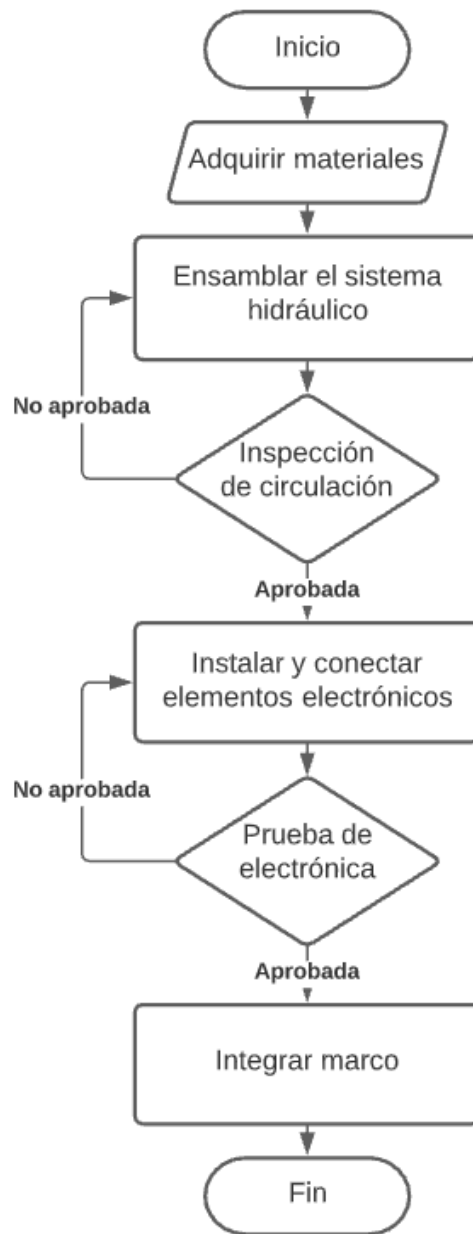 Inicio
Adquirir materiales
Ensamblar el sistema
hidráulico
No aprobada
Inspección
de circulación
Aprobada
Instalar y conectar
elementos electrónicos
No aprobada
Prueba de
electrónica
Aprobada
Integrar marco
Fin